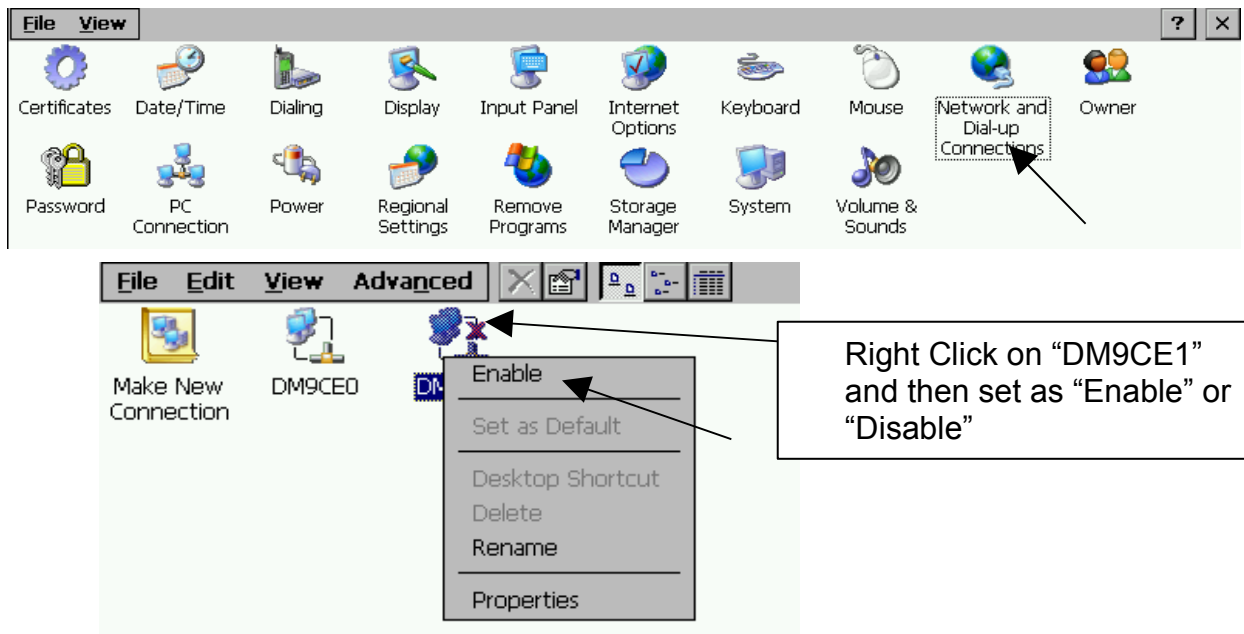 File View ? ×
Certificates Date/Time Dialing Display Input Panel Internet Options Keyboard Mouse Network and Dial-up Connections Owner
Password PC Connection Power Regional Settings Remove Programs Storage Manager System Volume & Sounds
File Edit View Advanced
Make New Connection DM9CE0
Enable
Set as Default
Desktop Shortcut
Delete
Rename
Properties
Right Click on “DM9CE1”
and then set as “Enable” or
“Disable”